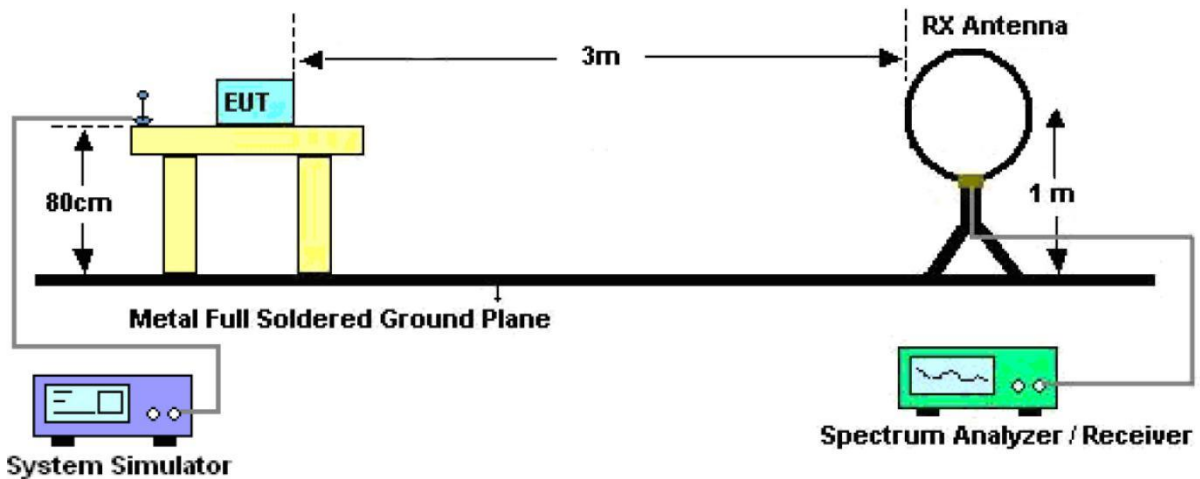 RX Antenna
3m
EUT
80cm
1 m
Metal Full Soldered Ground Plane
System Simulator
Spectrum Analyzer / Receiver